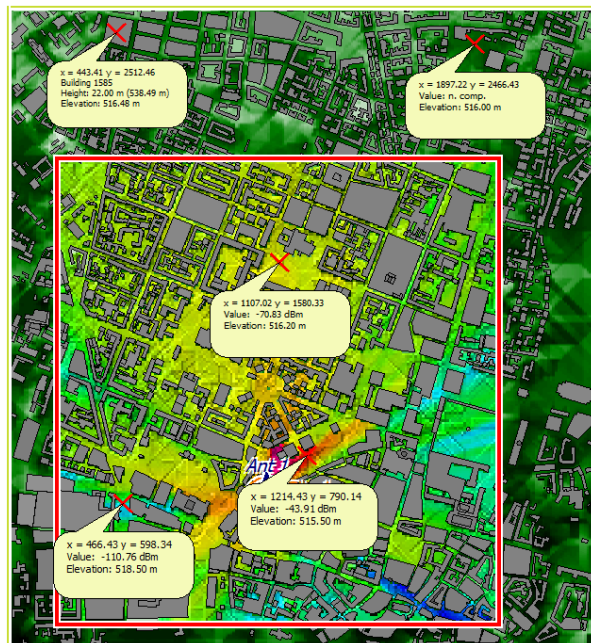 x = 443.41 y = 2512.46
Building 1585
Height: 22.00 m (538.49 m)
Elevation: 516.48 m
x = 1897.22 y = 2466.43
Value: n. comp.
Elevation: 516.00 m
x = 1107.02 y = 1580.33
Value: -70.83 dBm
Elevation: 516.20 m
Ant 1
x = 1214.43 y = 790.14
Value: -43.91 dBm
Elevation: 515.50 m
x = 466.43 y = 598.34
Value: -110.76 dBm
Elevation: 518.50 m